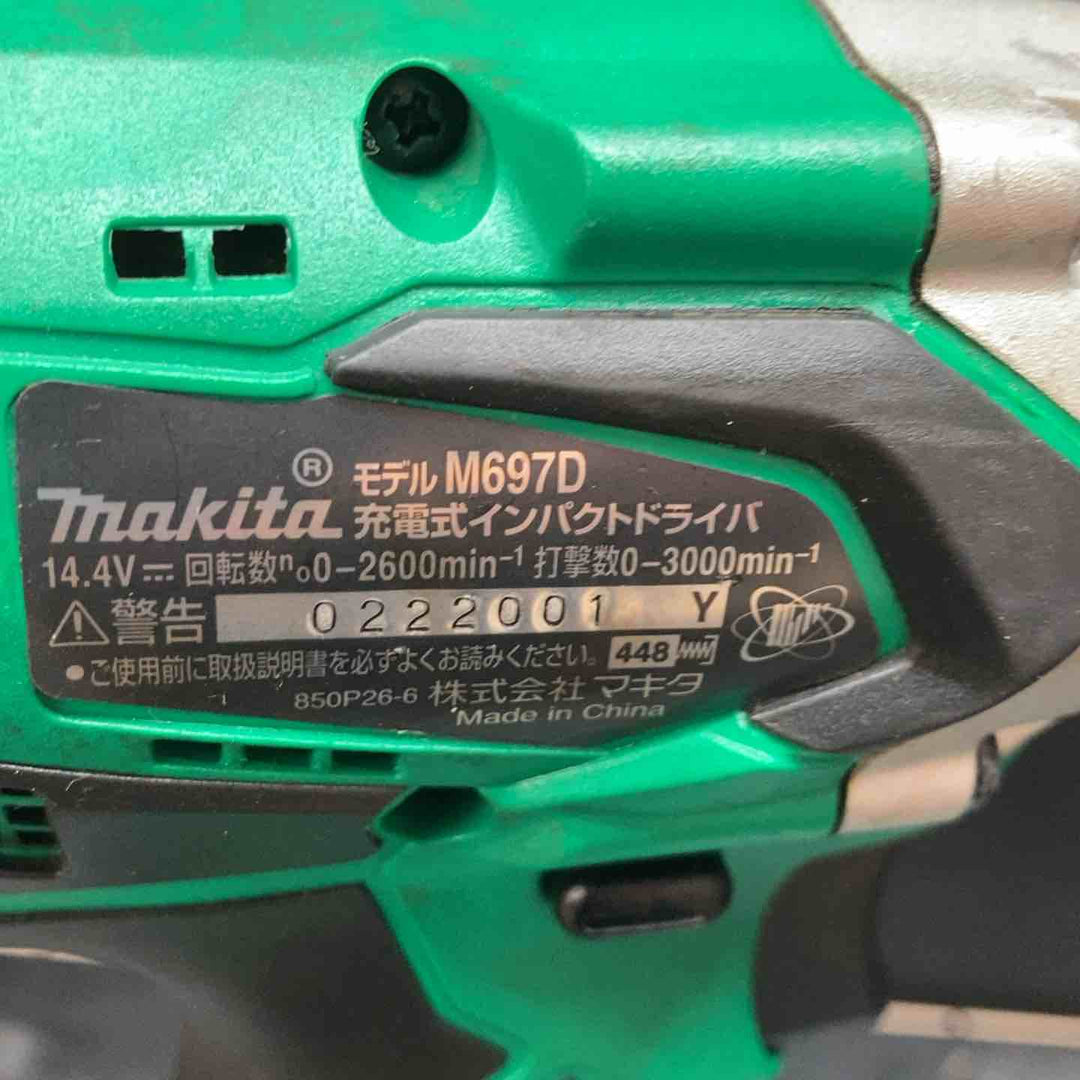 makita® モデル M697D
充電式インパクトドライバ
14.4V⎓ 回転数n₀0-2600min⁻¹ 打撃数0-3000min⁻¹
⚠警告 0222001 Y
●ご使用前に取扱説明書を必ずよくお読みください。 448
850P26-6 株式会社 マキタ
Made in China